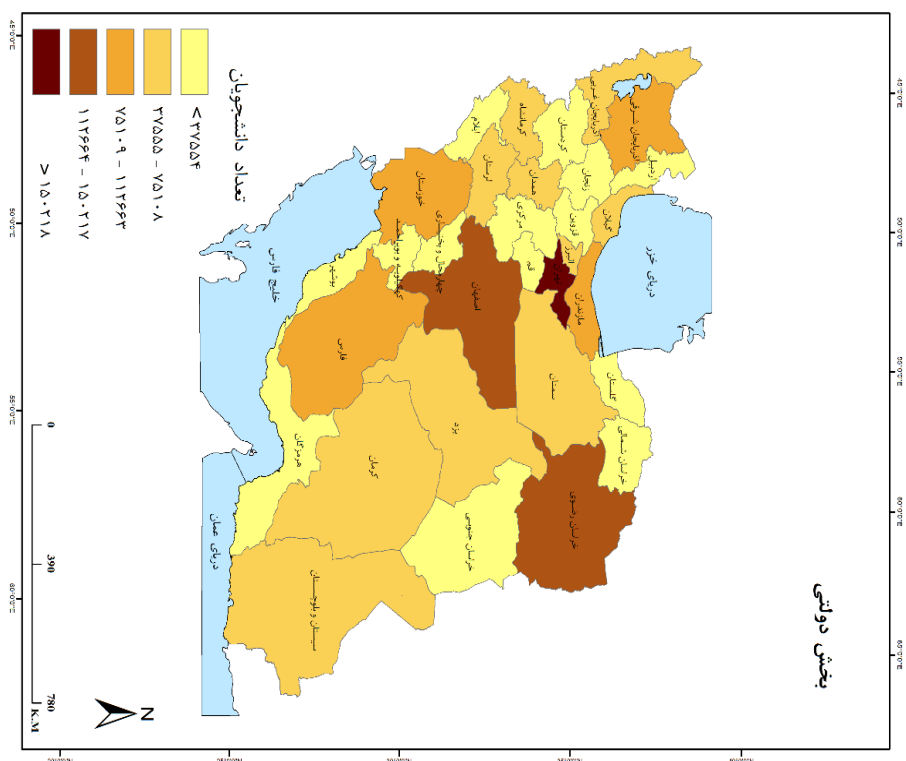 بخش دولتی
دریای خزر
آذربایجان غربی
آذربایجان شرقی
اردبیل
گیلان
زنجان
کردستان
کرمانشاه
همدان
قزوین
البرز
مازندران
گلستان
خراسان شمالی
خراسان رضوی
سمنان
قم
مرکزی
لرستان
ایلام
خوزستان
چهارمحال و بختیاری
اصفهان
یزد
خراسان جنوبی
کهگیلویه و بویراحمد
بوشهر
فارس
کرمان
هرمزگان
سیستان و بلوچستان
خلیج فارس
دریای عمان
تعداد دانشجویان
<۳۷۵۵۴
۳۷۵۵۵ - ۷۵۱۰۸
۷۵۱۰۹ - ۱۱۲۶۶۳
۱۱۲۶۶۴ - ۱۵۰۲۱۷
> ۱۵۰۲۱۸
N
0 390 780
K.M